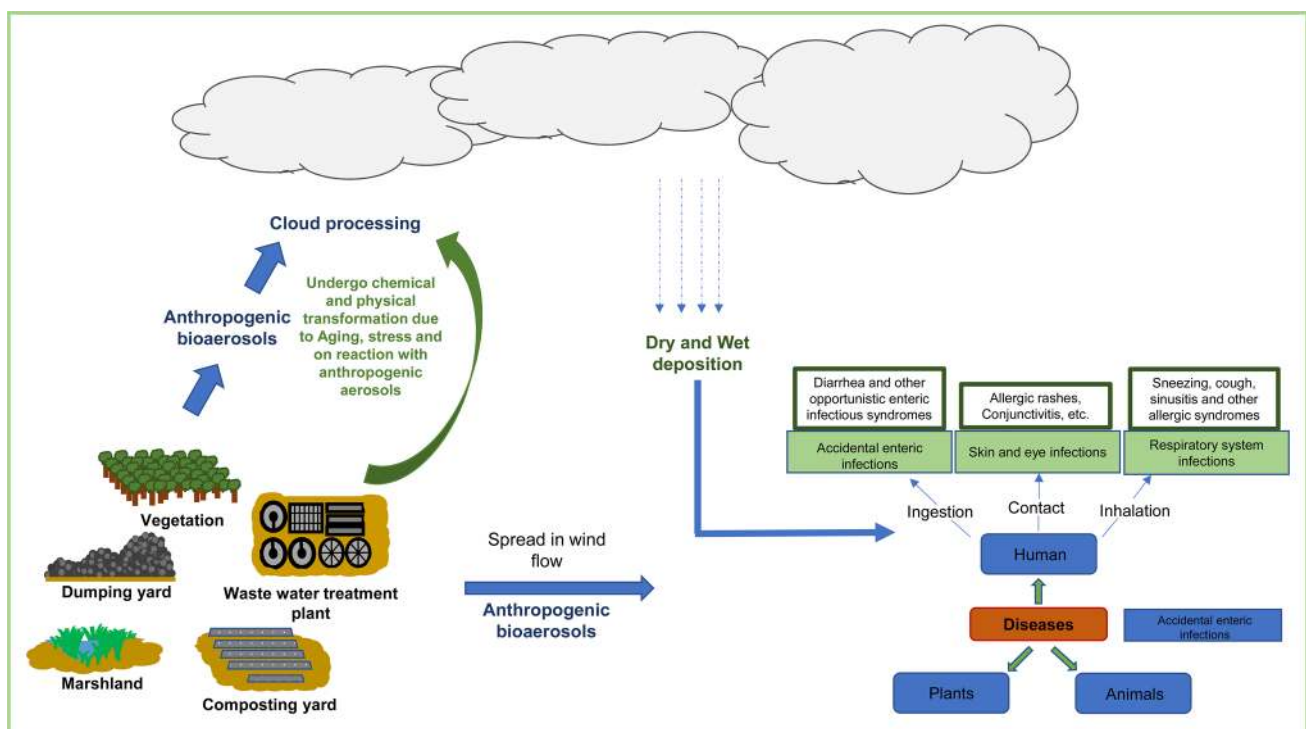 Cloud processing
Undergo chemical
and physical
transformation due
to Aging, stress and
on reaction with
anthropogenic
aerosols
Anthropogenic
bioaerosols
Vegetation
Dumping yard
Waste water treatment
plant
Marshland
Composting yard
Spread in wind
flow
Anthropogenic
bioaerosols
Dry and Wet
deposition
Diarrhea and other
opportunistic enteric
infectious syndromes
Accidental enteric
infections
Allergic rashes,
Conjunctivitis, etc.
Skin and eye infections
Sneezing, cough,
sinusitis and other
allergic syndromes
Respiratory system
infections
Ingestion
Contact
Inhalation
Human
Diseases
Accidental enteric
infections
Plants
Animals